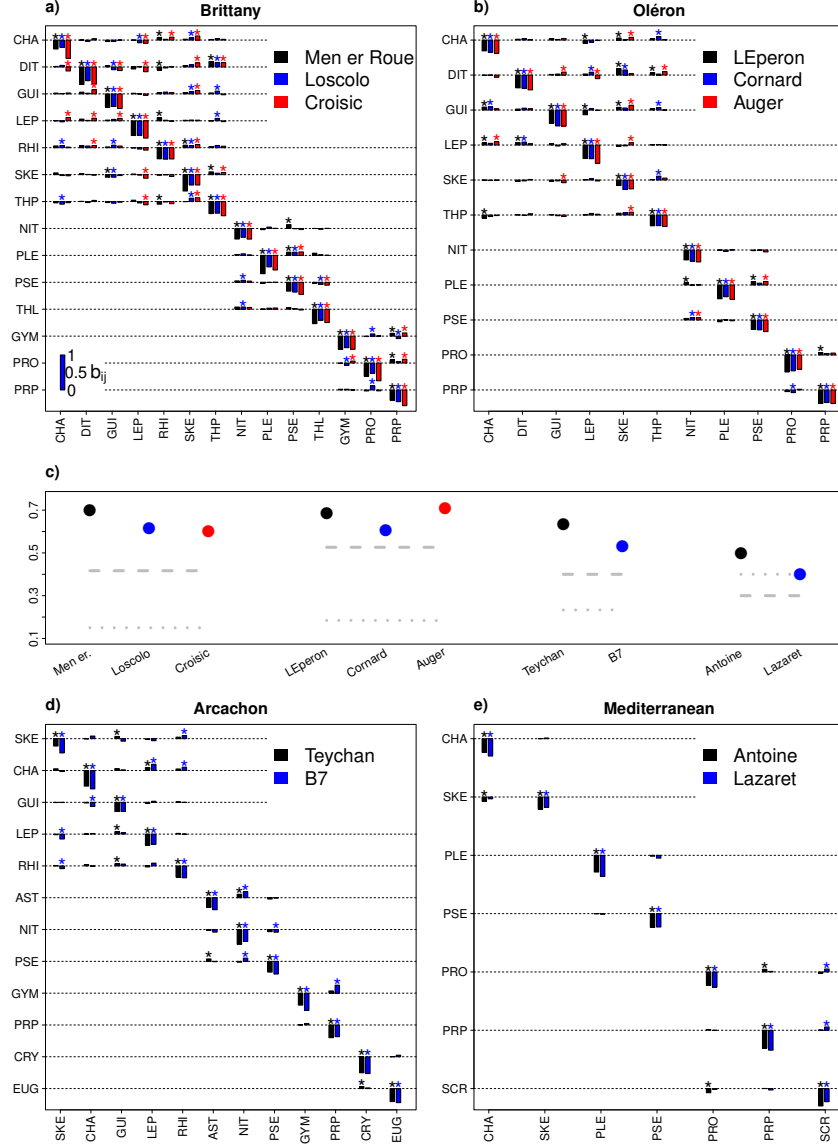 a) Brittany
CHA
DIT
GUI
LEP
RHI
SKE
THP
NIT
PLE
PSE
THL
GYM
PRO
PRP
Men er Roue
Loscolo
Croisic
1
0.5 bij
0
CHA DIT GUI LEP RHI SKE THP NIT PLE PSE THL GYM PRO PRP
b) Oléron
CHA
DIT
GUI
LEP
SKE
THP
NIT
PLE
PSE
PRO
PRP
LEperon
Cornard
Auger
CHA DIT GUI LEP SKE THP NIT PLE PSE PRO PRP
c)
0.7
0.5
0.3
0.1
Men er. Loscolo Croisic LEperon Cornard Auger Teychan B7 Antoine Lazaret
d) Arcachon
SKE
CHA
GUI
LEP
RHI
AST
NIT
PSE
GYM
PRP
CRY
EUG
Teychan
B7
SKE CHA GUI LEP RHI AST NIT PSE GYM PRP CRY EUG
e) Mediterranean
CHA
SKE
PLE
PSE
PRO
PRP
SCR
Antoine
Lazaret
CHA SKE PLE PSE PRO PRP SCR